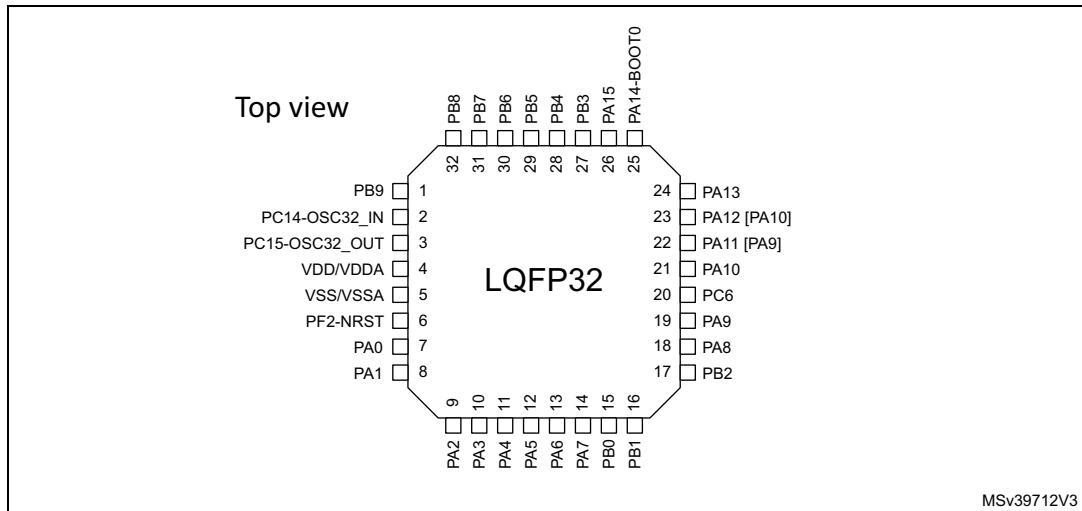 Top view
PB8
PB7
PB6
PB5
PB4
PB3
PA15
PA14-BOOT0
32
31
30
29
28
27
26
25
PB9 1
PC14-OSC32_IN 2
PC15-OSC32_OUT 3
VDD/VDDA 4
VSS/VSSA 5
PF2-NRST 6
PA0 7
PA1 8
LQFP32
24 PA13
23 PA12 [PA10]
22 PA11 [PA9]
21 PA10
20 PC6
19 PA9
18 PA8
17 PB2
9
10
11
12
13
14
15
16
PA2
PA3
PA4
PA5
PA6
PA7
PB0
PB1
MSv39712V3